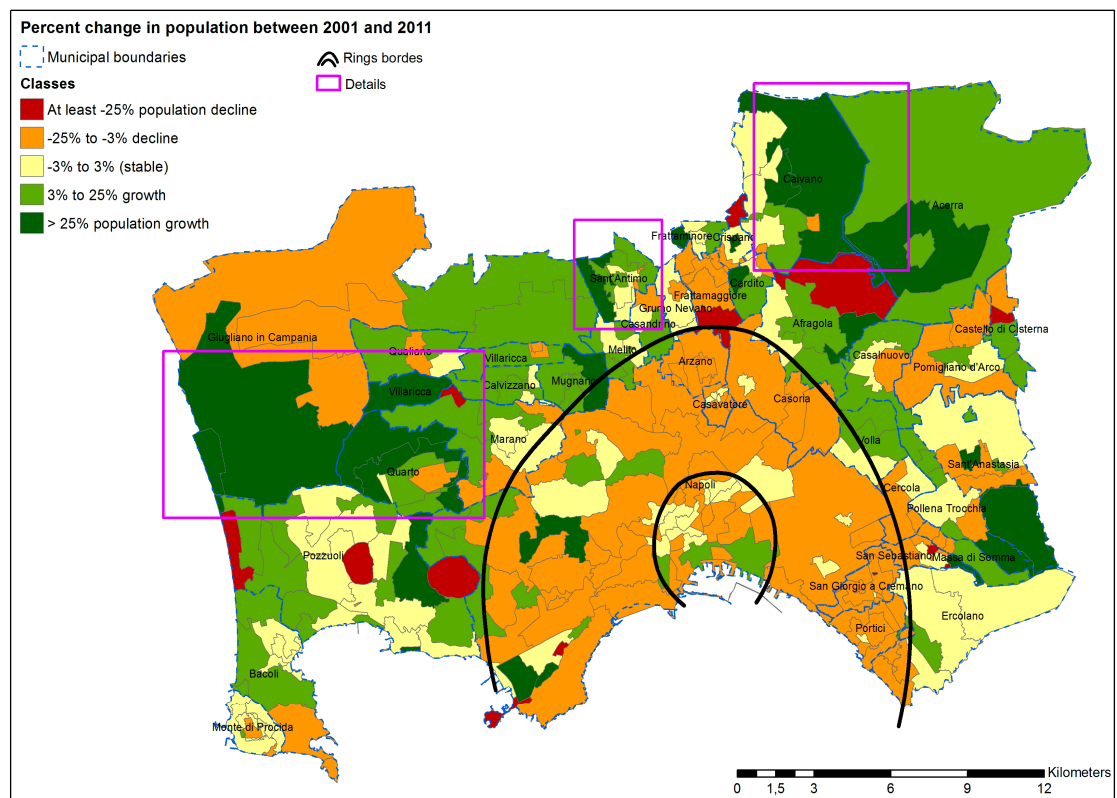 Percent change in population between 2001 and 2011
Municipal boundaries
Rings bordes
Classes
Details
At least -25% population decline
-25% to -3% decline
-3% to 3% (stable)
3% to 25% growth
> 25% population growth
Caivano
Acerra
Frattaminore
Crispano
Sant'Antimo
Cardito
Frattamaggiore
Grumo Nevano
Casandrino
Afragola
Castello di Cisterna
Giugliano in Campania
Qualiano
Villaricca
Melito
Arzano
Casalnuovo
Pomigliano d'Arco
Calvizzano
Mugnano
Villaricca
Casavatore
Casoria
Marano
Volla
Quarto
Sant'Anastasia
Napoli
Cercola
Pollena Trocchia
Pozzuoli
San Sebastiano
Massa di Somma
San Giorgio a Cremano
Ercolano
Portici
Bacoli
Monte di Procida
Kilometers
0 1,5 3 6 9 12